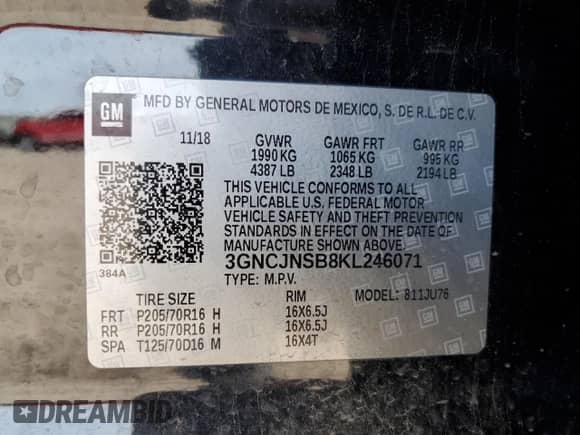 GM
MFD BY GENERAL MOTORS DE MEXICO, S. DE R.L. DE C.V.
11/18 GVWR GAWR FRT GAWR RR
1990 KG 1065 KG 995 KG
4387 LB 2348 LB 2194 LB
THIS VEHICLE CONFORMS TO ALL
APPLICABLE U.S. FEDERAL MOTOR
VEHICLE SAFETY AND THEFT PREVENTION
STANDARDS IN EFFECT ON THE DATE OF
MANUFACTURE SHOWN ABOVE.
384A
3GNCJNSB8KL246071
TYPE: M.P.V. MODEL: 811JU76
TIRE SIZE RIM
FRT P205/70R16 H 16X6.5J
RR P205/70R16 H 16X6.5J
SPA T125/70D16 M 16X4T
DREAMBID